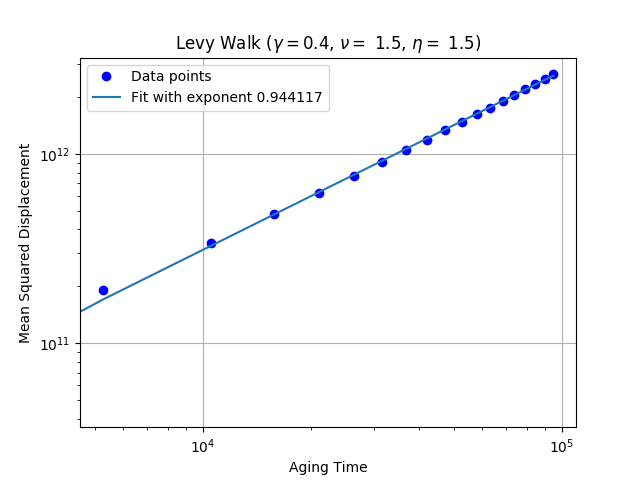 Levy Walk (γ = 0.4, ν = 1.5, η = 1.5)
Data points
Fit with exponent 0.944117
Mean Squared Displacement
10¹²
10¹¹
10⁴
10⁵
Aging Time